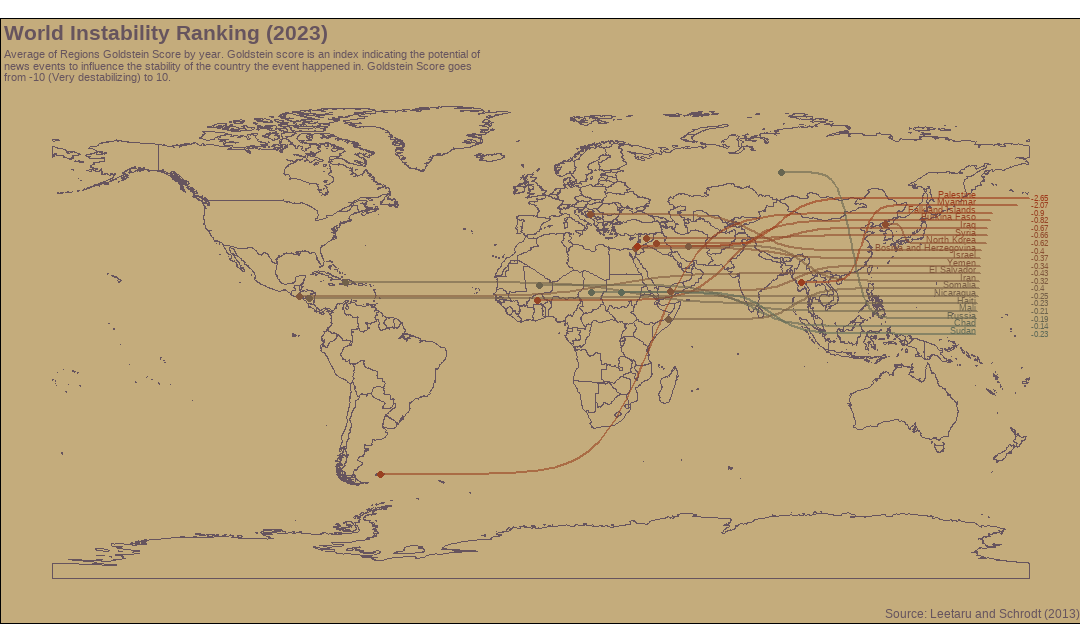 World Instability Ranking (2023)
Average of Regions Goldstein Score by year. Goldstein score is an index indicating the potential of
news events to influence the stability of the country the event happened in. Goldstein Score goes
from -10 (Very destabilizing) to 10.
Palestine -2.65
Myanmar -2.07
Falkland Islands -0.9
Burkina Faso -0.82
Iraq -0.67
Syria -0.66
North Korea -0.62
Bosnia and Herzegovina -0.4
Israel -0.37
Yemen -0.34
El Salvador -0.43
Iran -0.32
Somalia -0.4
Nicaragua -0.25
Haiti -0.23
Mali -0.21
Russia -0.19
Chad -0.14
Sudan -0.23
Source: Leetaru and Schrodt (2013)